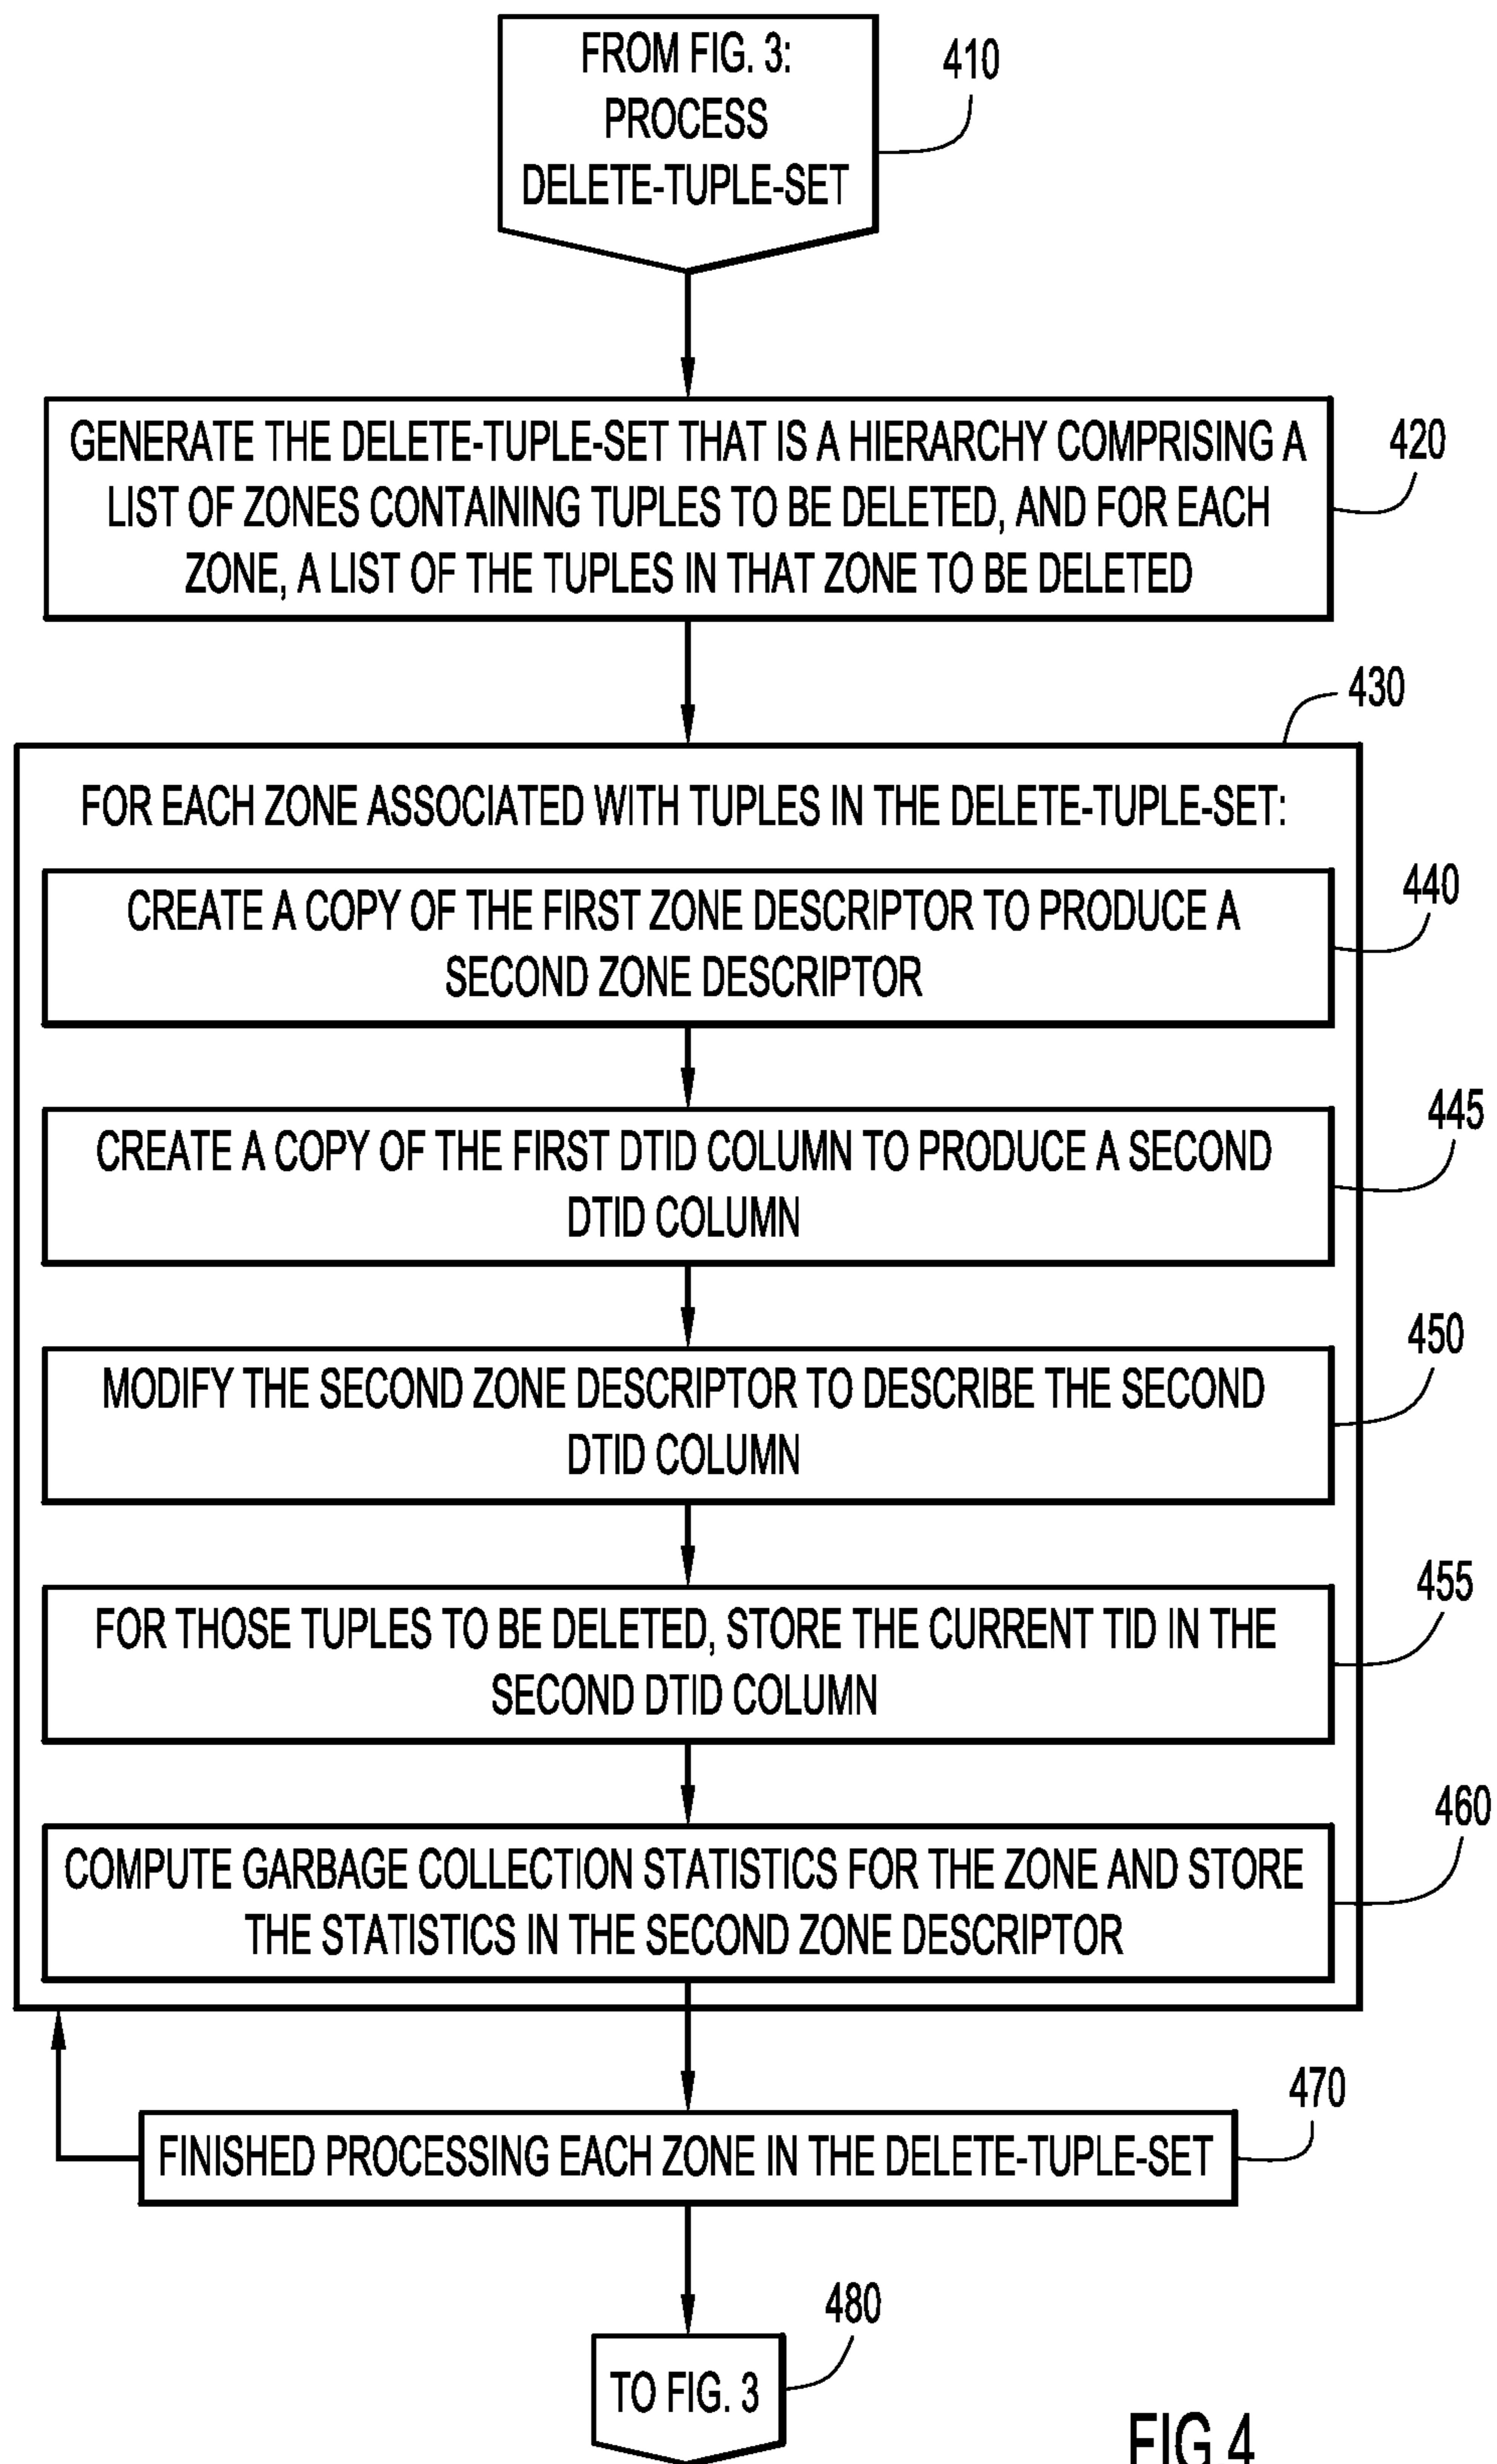 FROM FIG. 3:
PROCESS
DELETE-TUPLE-SET
410
GENERATE THE DELETE-TUPLE-SET THAT IS A HIERARCHY COMPRISING A
LIST OF ZONES CONTAINING TUPLES TO BE DELETED, AND FOR EACH
ZONE, A LIST OF THE TUPLES IN THAT ZONE TO BE DELETED
420
430
FOR EACH ZONE ASSOCIATED WITH TUPLES IN THE DELETE-TUPLE-SET:
CREATE A COPY OF THE FIRST ZONE DESCRIPTOR TO PRODUCE A
SECOND ZONE DESCRIPTOR
440
CREATE A COPY OF THE FIRST DTID COLUMN TO PRODUCE A SECOND
DTID COLUMN
445
MODIFY THE SECOND ZONE DESCRIPTOR TO DESCRIBE THE SECOND
DTID COLUMN
450
FOR THOSE TUPLES TO BE DELETED, STORE THE CURRENT TID IN THE
SECOND DTID COLUMN
455
COMPUTE GARBAGE COLLECTION STATISTICS FOR THE ZONE AND STORE
THE STATISTICS IN THE SECOND ZONE DESCRIPTOR
460
FINISHED PROCESSING EACH ZONE IN THE DELETE-TUPLE-SET
470
TO FIG. 3
480
FIG 4